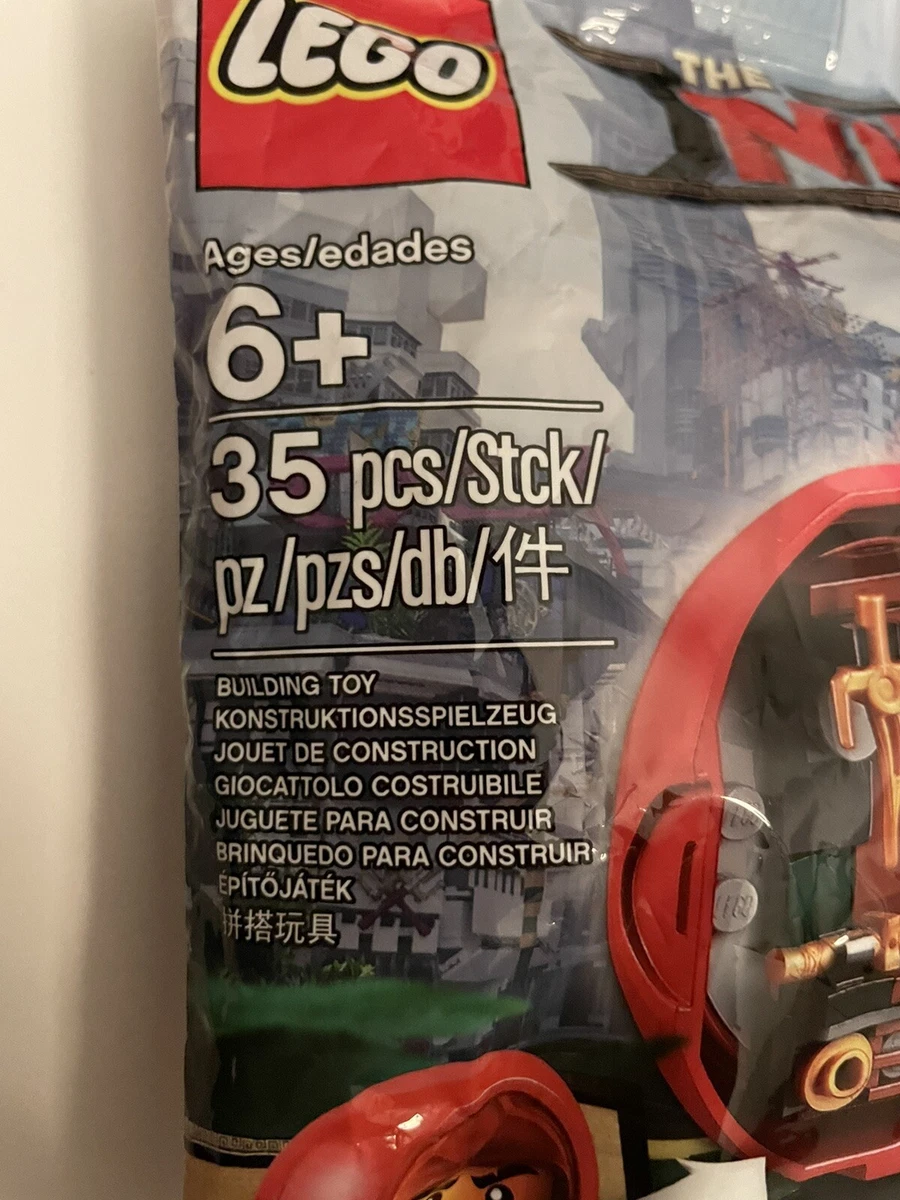 LEGO
THE
Ages/edades
6+
35 pcs/Stck/
pz/pzs/db/件
BUILDING TOY
KONSTRUKTIONSSPIELZEUG
JOUET DE CONSTRUCTION
GIOCATTOLO COSTRUIBILE
JUGUETE PARA CONSTRUIR
BRINQUEDO PARA CONSTRUIR
ÉPÍTŐJÁTÉK
拼搭玩具
LEGO